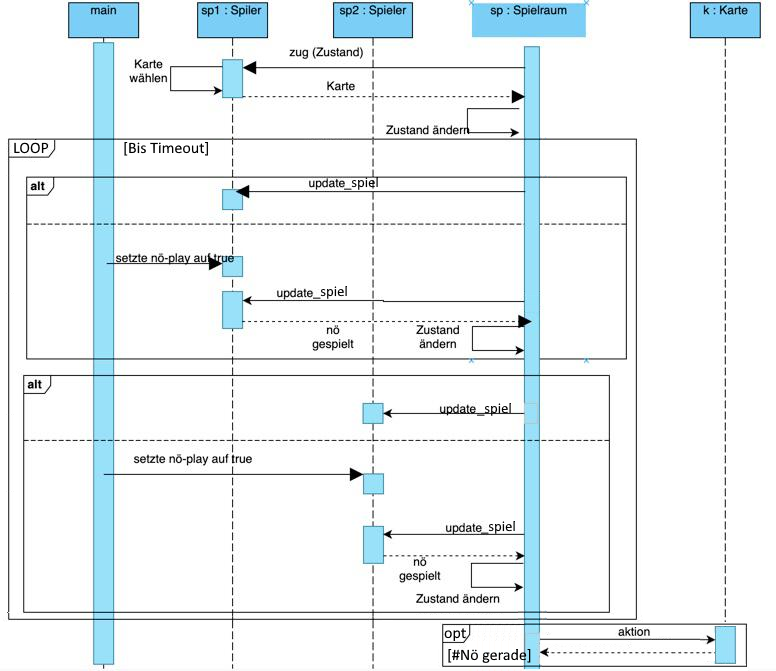 main
sp1 : Spiler
sp2 : Spieler
sp : Spielraum
k : Karte
zug (Zustand)
Karte
wählen
Karte
Zustand ändern
LOOP
[Bis Timeout]
alt
update_spiel
setzte nö-play auf true
update_spiel
nö
gespielt
Zustand
ändern
alt
update_spiel
setzte nö-play auf true
update_spiel
nö
gespielt
Zustand ändern
opt
aktion
[#Nö gerade]